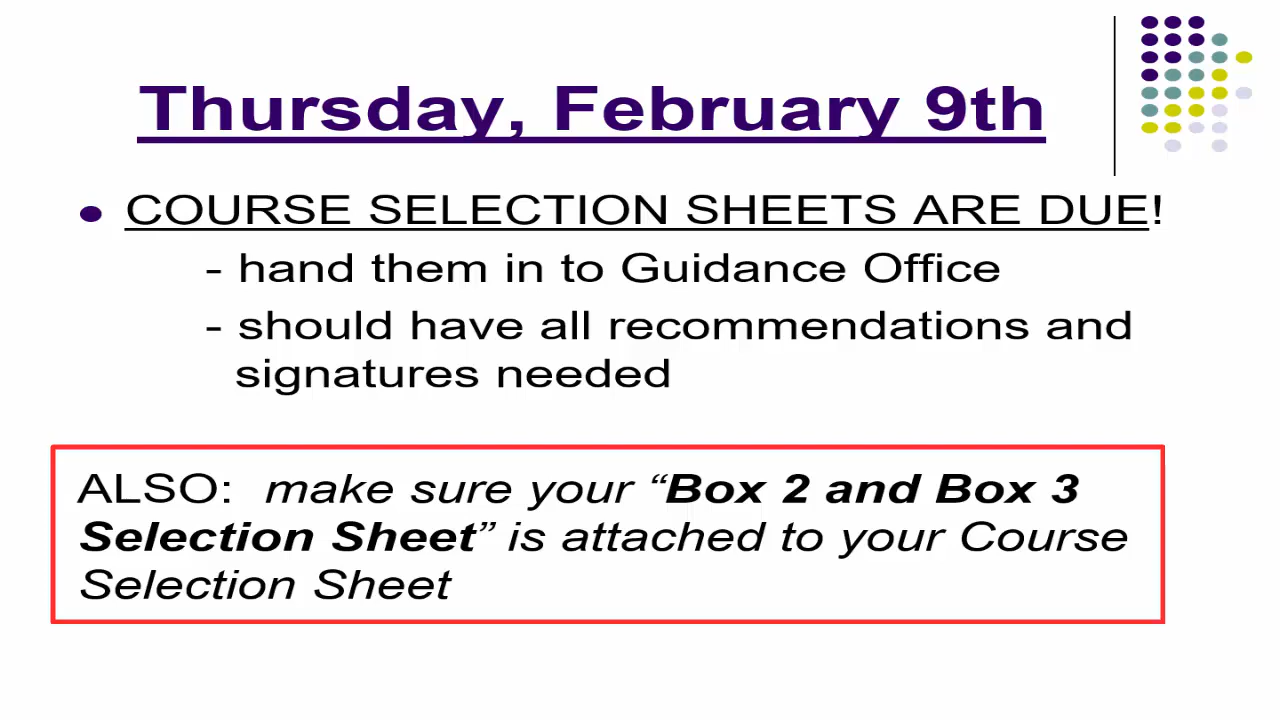 Thursday, February 9th
● COURSE SELECTION SHEETS ARE DUE!
- hand them in to Guidance Office
- should have all recommendations and
signatures needed
ALSO: make sure your “Box 2 and Box 3
Selection Sheet” is attached to your Course
Selection Sheet